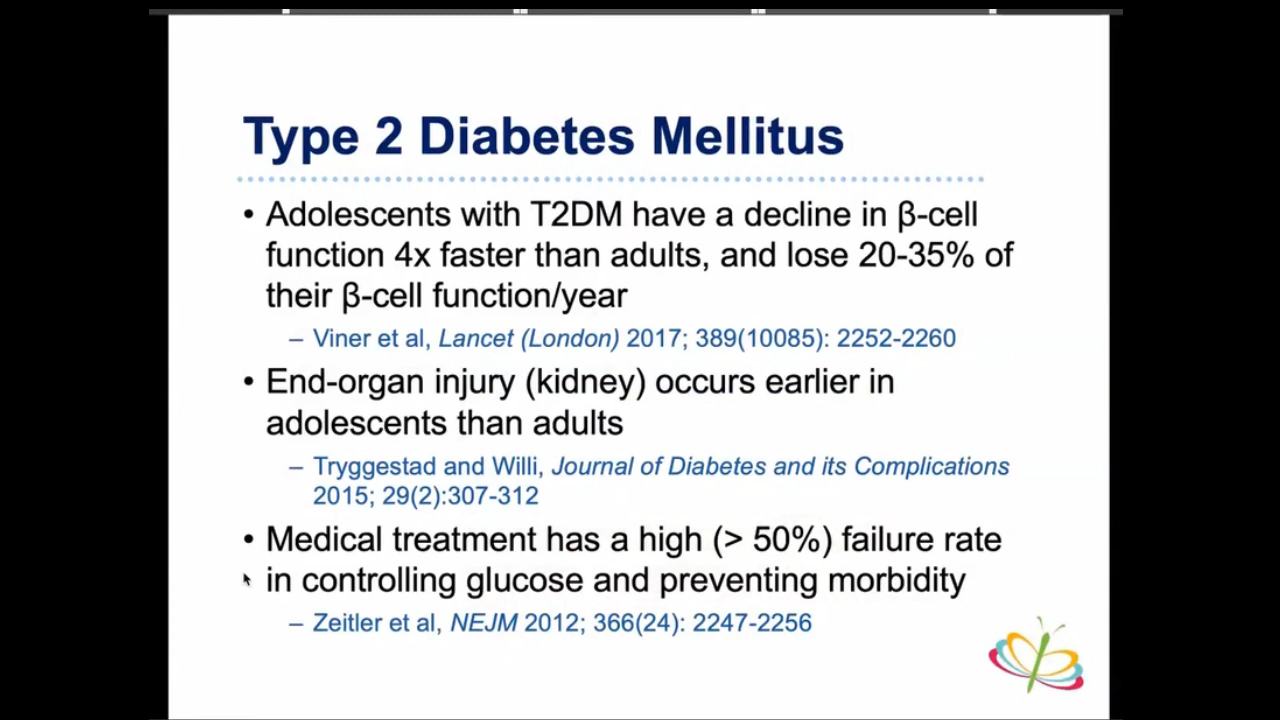 Type 2 Diabetes Mellitus
• Adolescents with T2DM have a decline in β-cell
function 4x faster than adults, and lose 20-35% of
their β-cell function/year
– Viner et al, Lancet (London) 2017; 389(10085): 2252-2260
• End-organ injury (kidney) occurs earlier in
adolescents than adults
– Tryggestad and Willi, Journal of Diabetes and its Complications
2015; 29(2):307-312
• Medical treatment has a high (> 50%) failure rate
in controlling glucose and preventing morbidity
– Zeitler et al, NEJM 2012; 366(24): 2247-2256